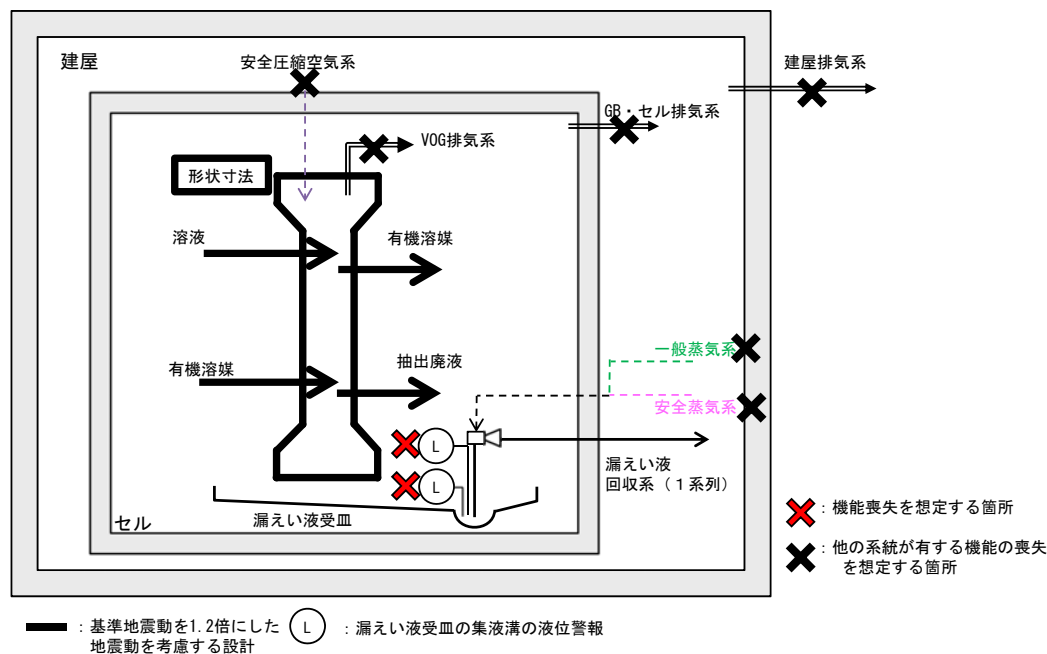 建屋
安全圧縮空気系
建屋排気系
GB・セル排気系
VOG排気系
形状寸法
溶液
有機溶媒
有機溶媒
抽出廃液
一般蒸気系
安全蒸気系
L
L
漏えい液
回収系（１系列）
漏えい液受皿
セル
：機能喪失を想定する箇所
：他の系統が有する機能の喪失
を想定する箇所
：基準地震動を1.2倍にした
地震動を考慮する設計
L
：漏えい液受皿の集液溝の液位警報